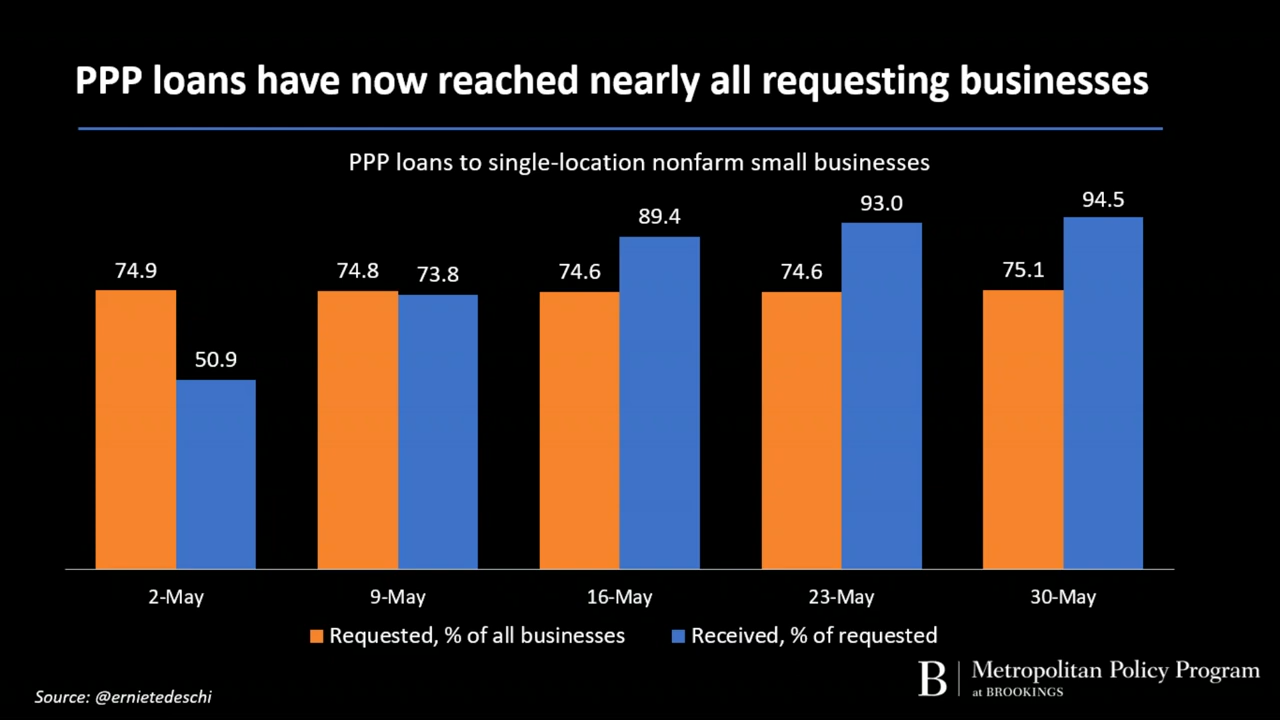 PPP loans have now reached nearly all requesting businesses
PPP loans to single-location nonfarm small businesses
74.9
50.9
74.8
73.8
74.6
89.4
74.6
93.0
75.1
94.5
2-May
9-May
16-May
23-May
30-May
Requested, % of all businesses
Received, % of requested
Source: @ernietedeschi
B
Metropolitan Policy Program
at BROOKINGS